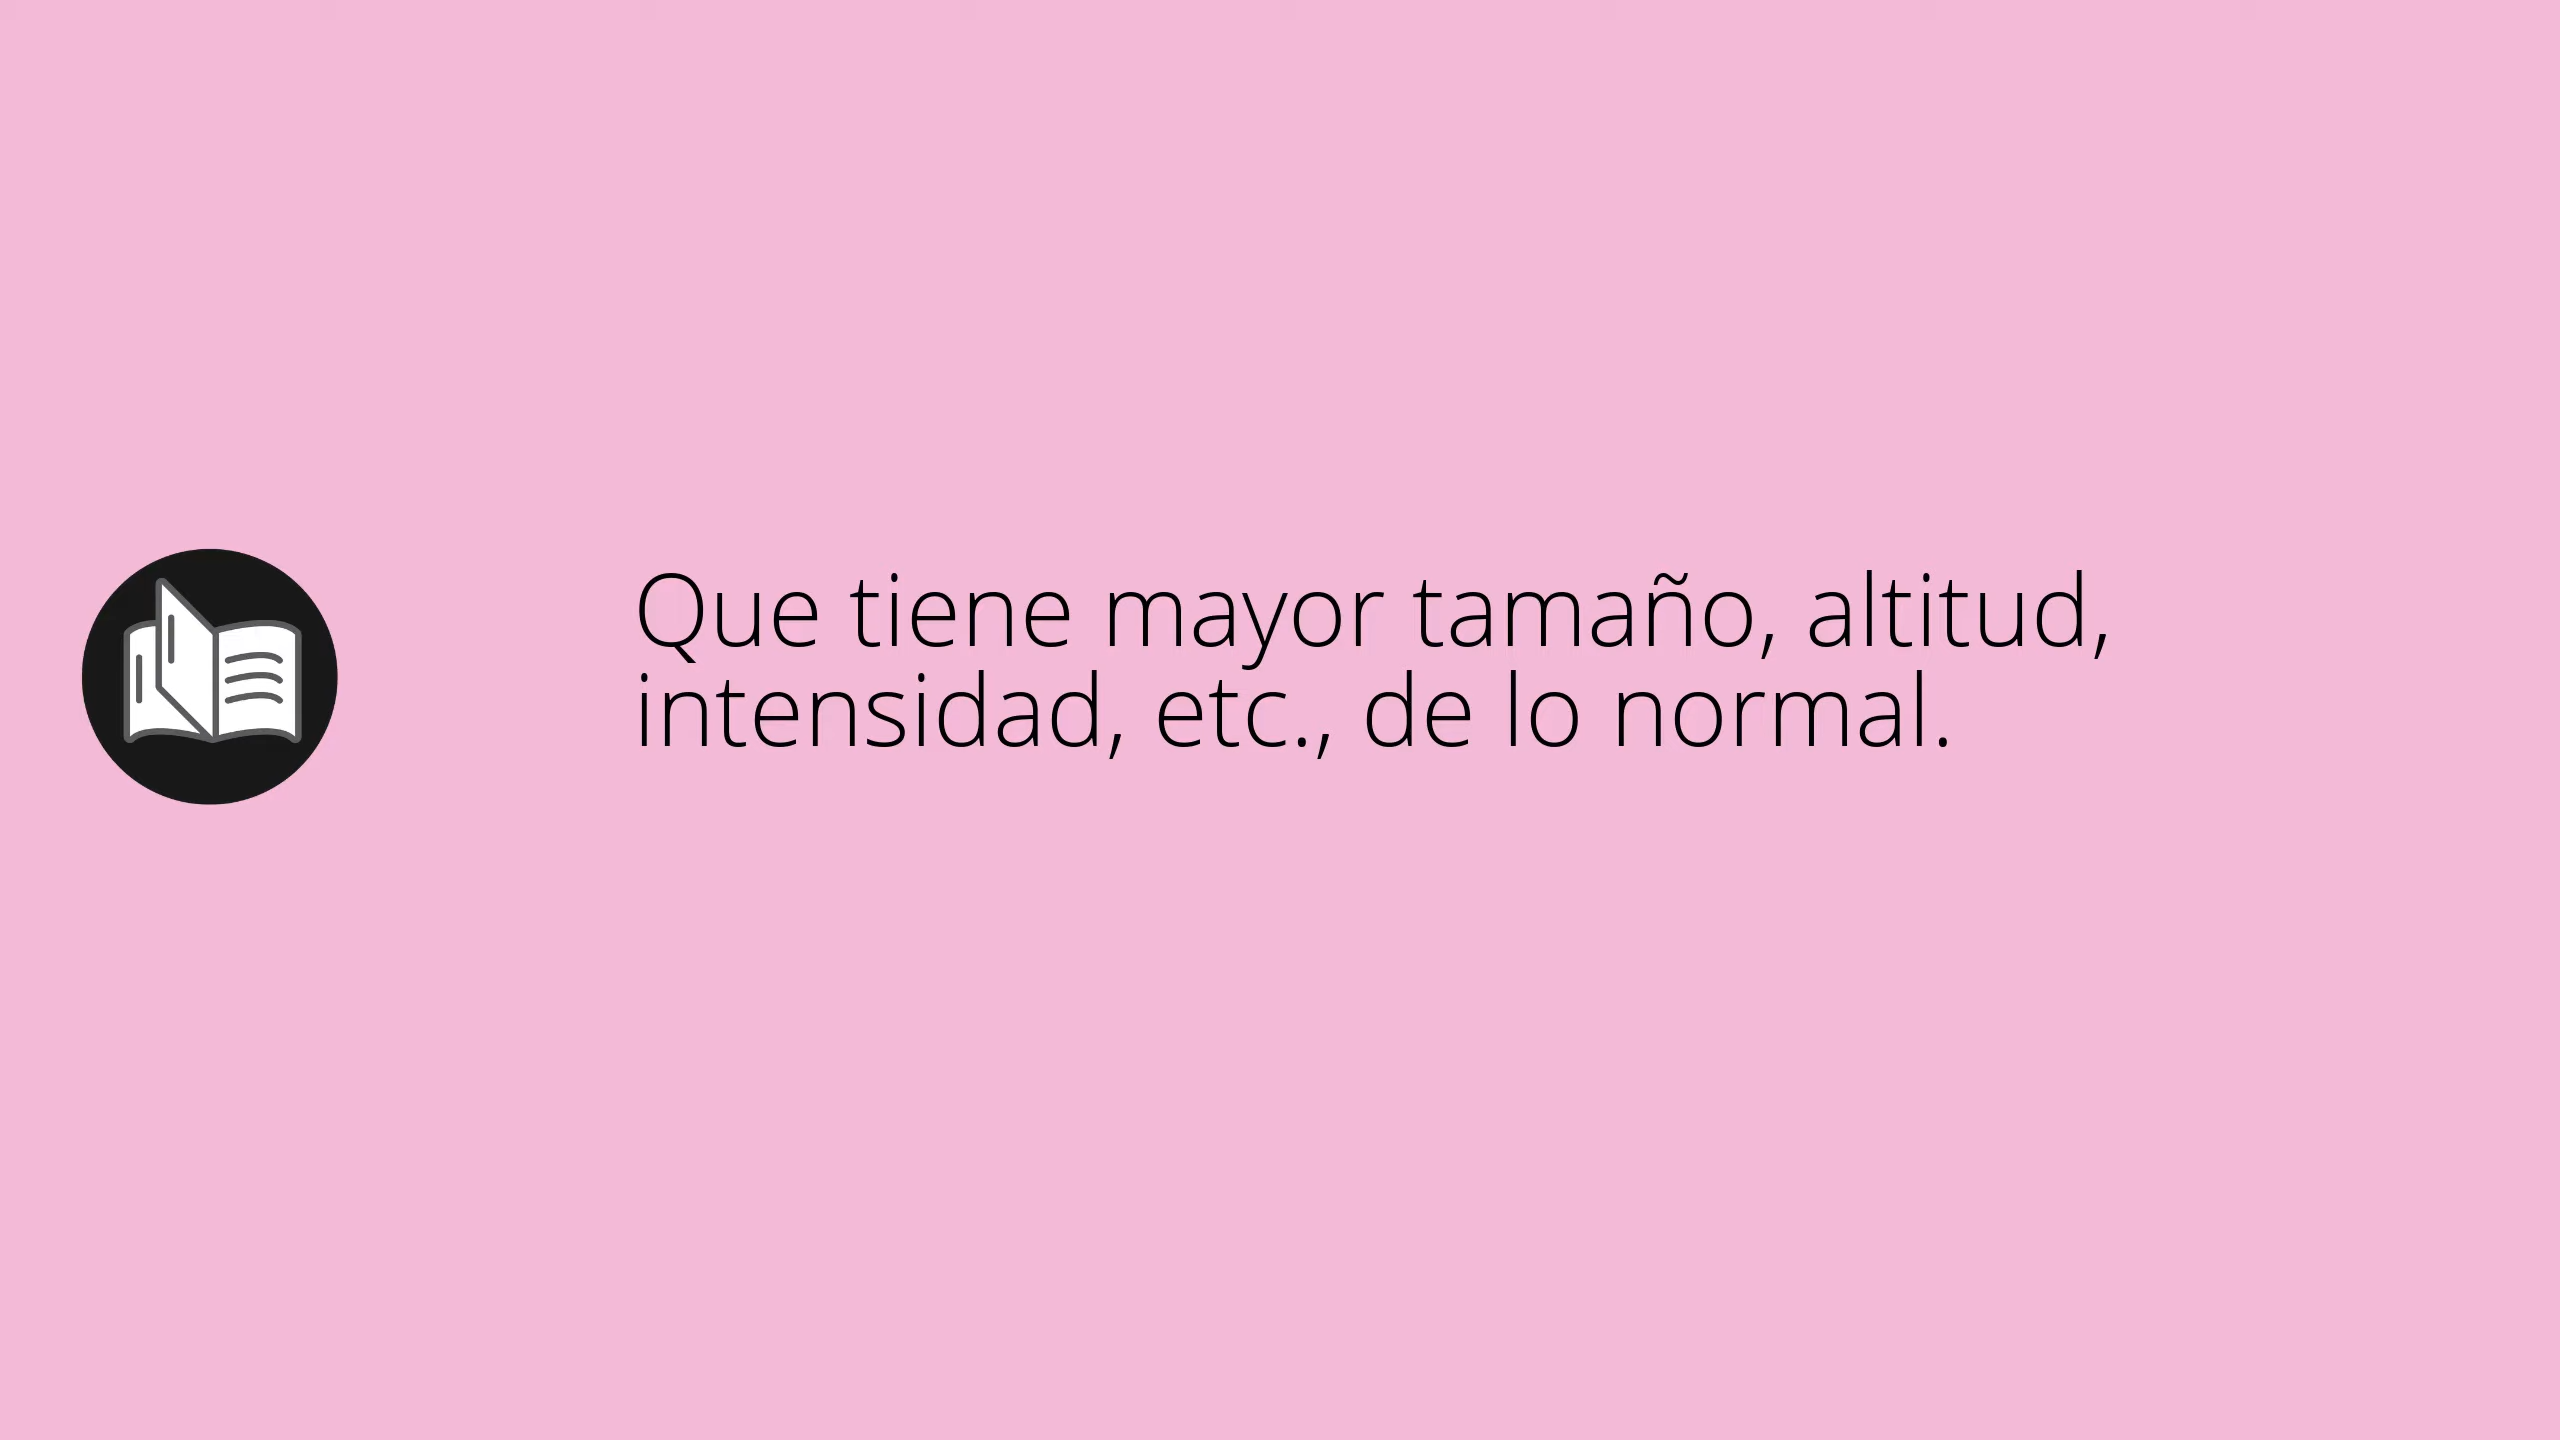 Que tiene mayor tamaño, altitud,
intensidad, etc., de lo normal.